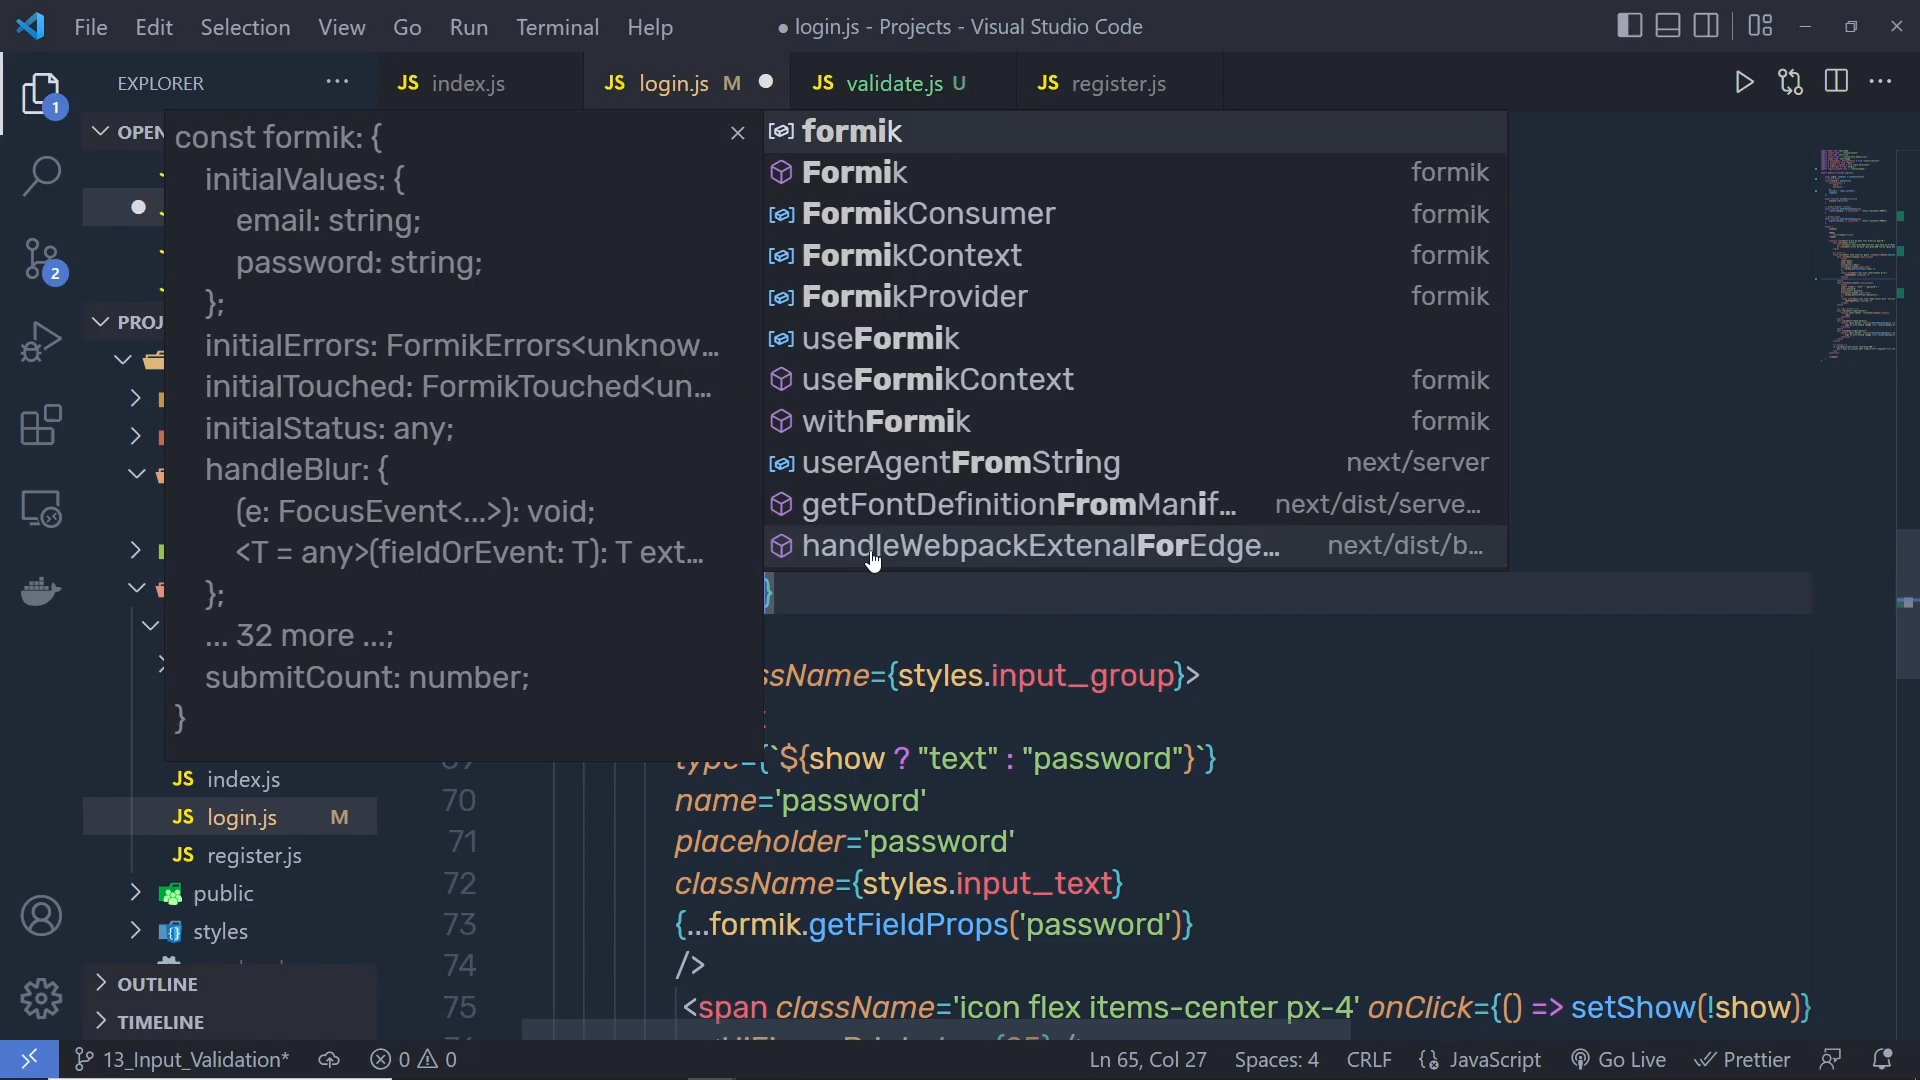 File Edit Selection View Go Run Terminal Help
● login.js - Projects - Visual Studio Code
EXPLORER
JS index.js
JS login.js M
JS validate.js U
JS register.js
1
2
OPEN
PROJ
const formik: {
initialValues: {
email: string;
password: string;
};
initialErrors: FormikErrors<unknow...
initialTouched: FormikTouched<un...
initialStatus: any;
handleBlur: {
(e: FocusEvent<...>): void;
<T = any>(fieldOrEvent: T): T ext...
};
... 32 more ...;
submitCount: number;
}
formik
Formik formik
FormikConsumer formik
FormikContext formik
FormikProvider formik
useFormik
useFormikContext formik
withFormik formik
userAgentFromString next/server
getFontDefinitionFromManif... next/dist/serve...
handleWebpackExtenalForEdge... next/dist/b...
}
ssName={styles.input_group}>
type={`${show ? "text" : "password"}`}
70 name='password'
71 placeholder='password'
72 className={styles.input_text}
73 {...formik.getFieldProps('password')}
74 />
75 <span className='icon flex items-center px-4' onClick={() => setShow(!show)}
JS index.js
JS login.js M
JS register.js
public
styles
OUTLINE
TIMELINE
13_Input_Validation* 0 0
Ln 65, Col 27 Spaces: 4 CRLF {} JavaScript Go Live Prettier